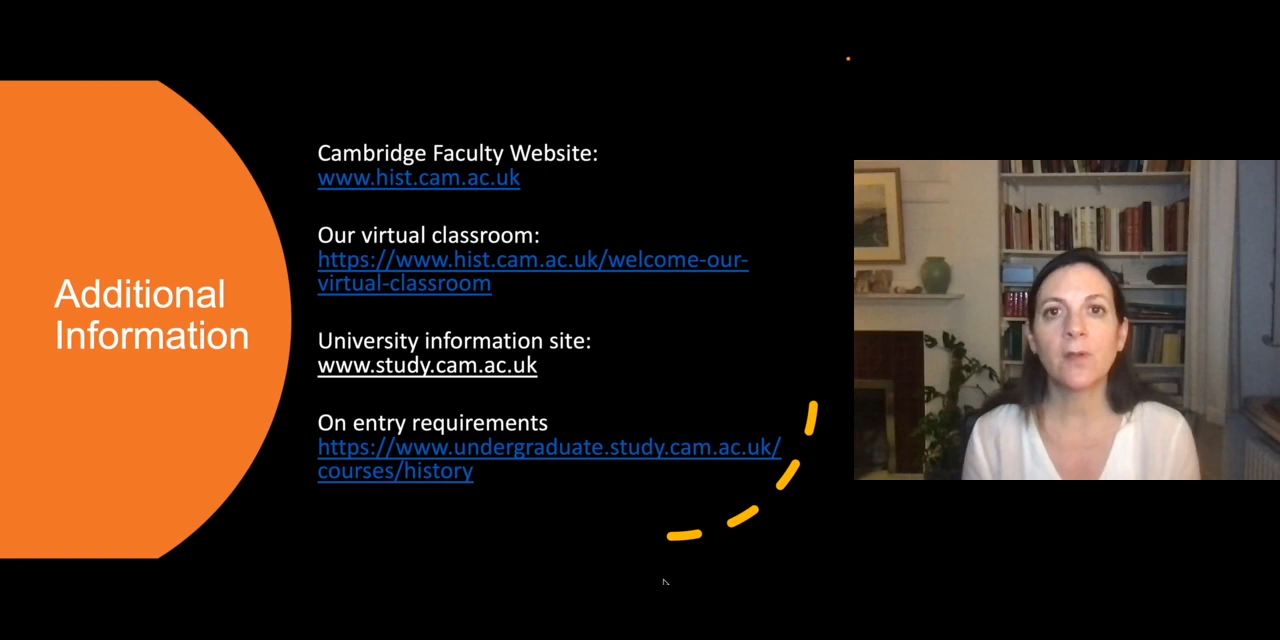 Additional
Information
Cambridge Faculty Website:
www.hist.cam.ac.uk
Our virtual classroom:
https://www.hist.cam.ac.uk/welcome-our-
virtual-classroom
University information site:
www.study.cam.ac.uk
On entry requirements
https://www.undergraduate.study.cam.ac.uk/
courses/history